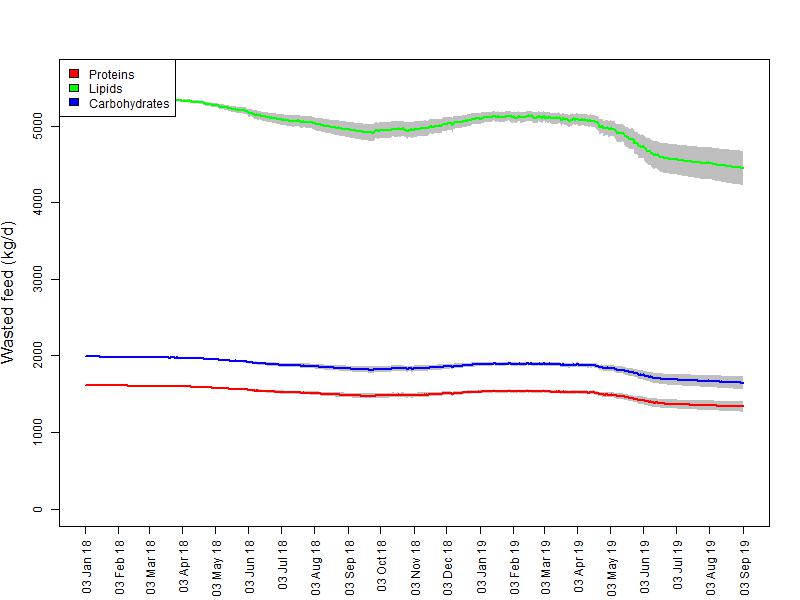 Proteins
Lipids
Carbohydrates
Wasted feed (kg/d)
5000
4000
3000
2000
1000
0
03 Jan 18
03 Feb 18
03 Mar 18
03 Apr 18
03 May 18
03 Jun 18
03 Jul 18
03 Aug 18
03 Sep 18
03 Oct 18
03 Nov 18
03 Dec 18
03 Jan 19
03 Feb 19
03 Mar 19
03 Apr 19
03 May 19
03 Jun 19
03 Jul 19
03 Aug 19
03 Sep 19